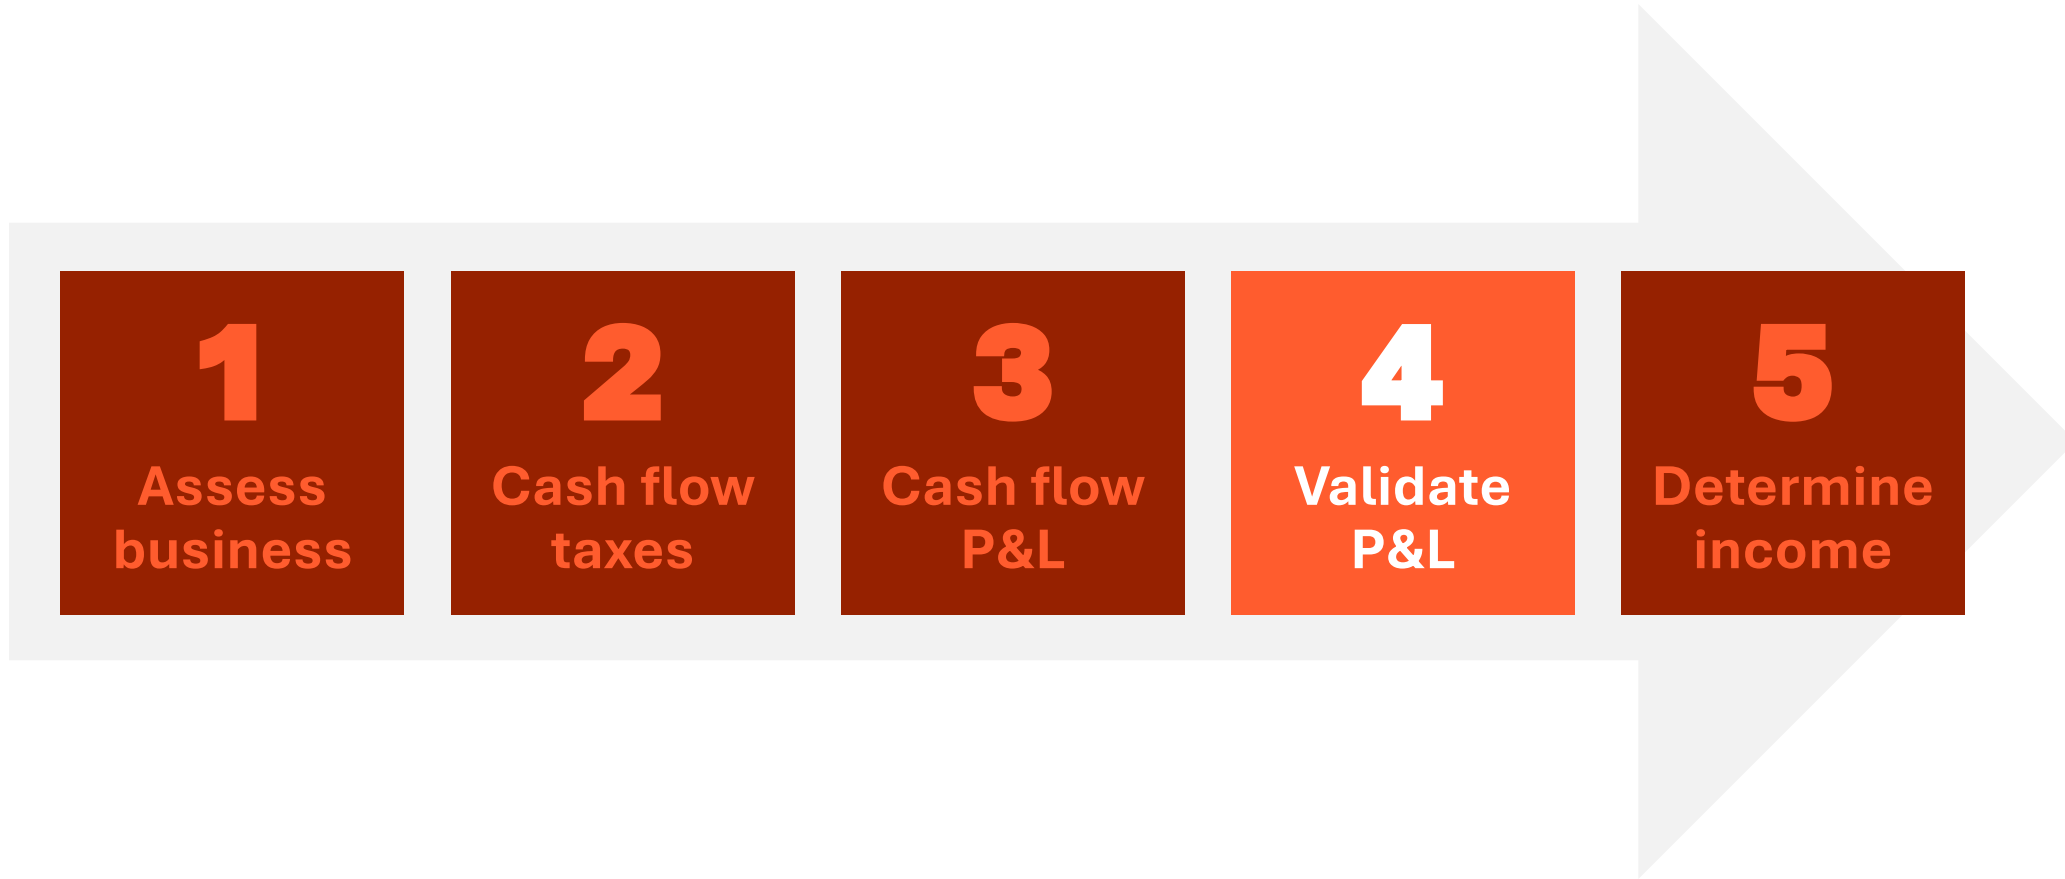 1
Assess
business
2
Cash flow
taxes
3
Cash flow
P&L
4
Validate
P&L
5
Determine
income